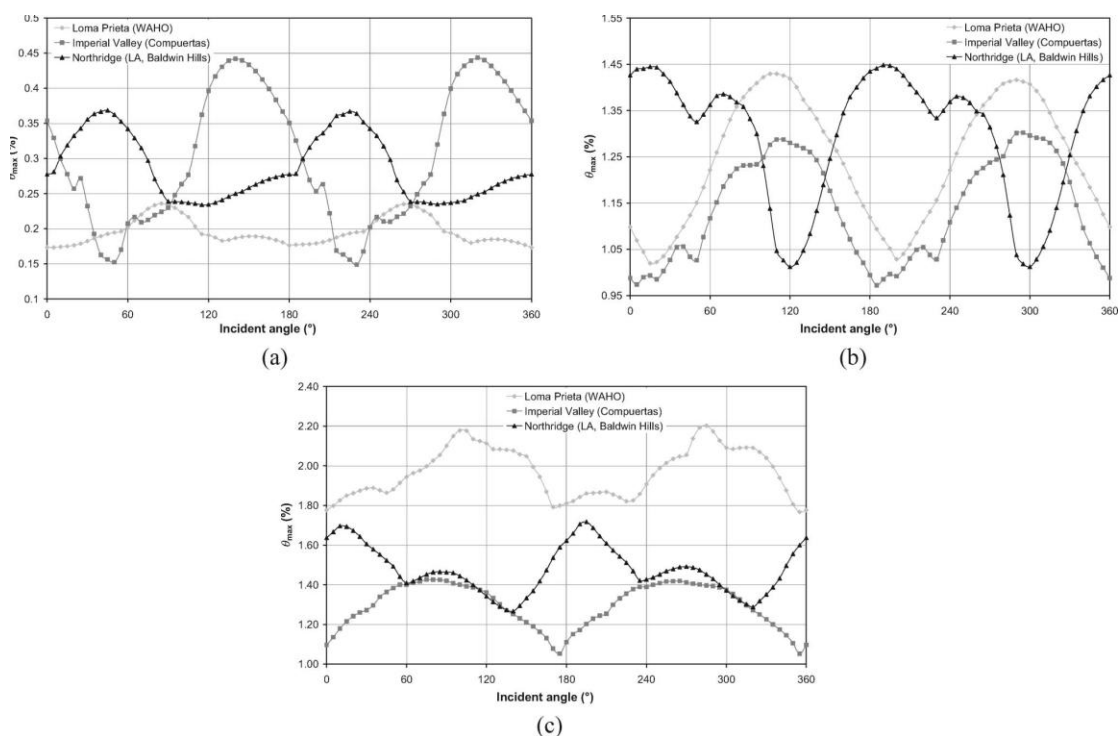 0.5
0.45
0.4
0.35
0.3
0.25
0.2
0.15
0.1
Loma Prieta (WAHO)
Imperial Valley (Compuertas)
Northridge (LA, Baldwin Hills)
0 60 120 180 240 300 360
Incident angle (°)
(a)
θmax (%)
1.45
1.35
1.25
1.15
1.05
0.95
Loma Prieta (WAHO)
Imperial Valley (Compuertas)
Northridge (LA, Baldwin Hills)
0 60 120 180 240 300 360
Incident angle (°)
(b)
θmax (%)
2.40
2.20
2.00
1.80
1.60
1.40
1.20
1.00
Loma Prieta (WAHO)
Imperial Valley (Compuertas)
Northridge (LA, Baldwin Hills)
0 60 120 180 240 300 360
Incident angle (°)
(c)